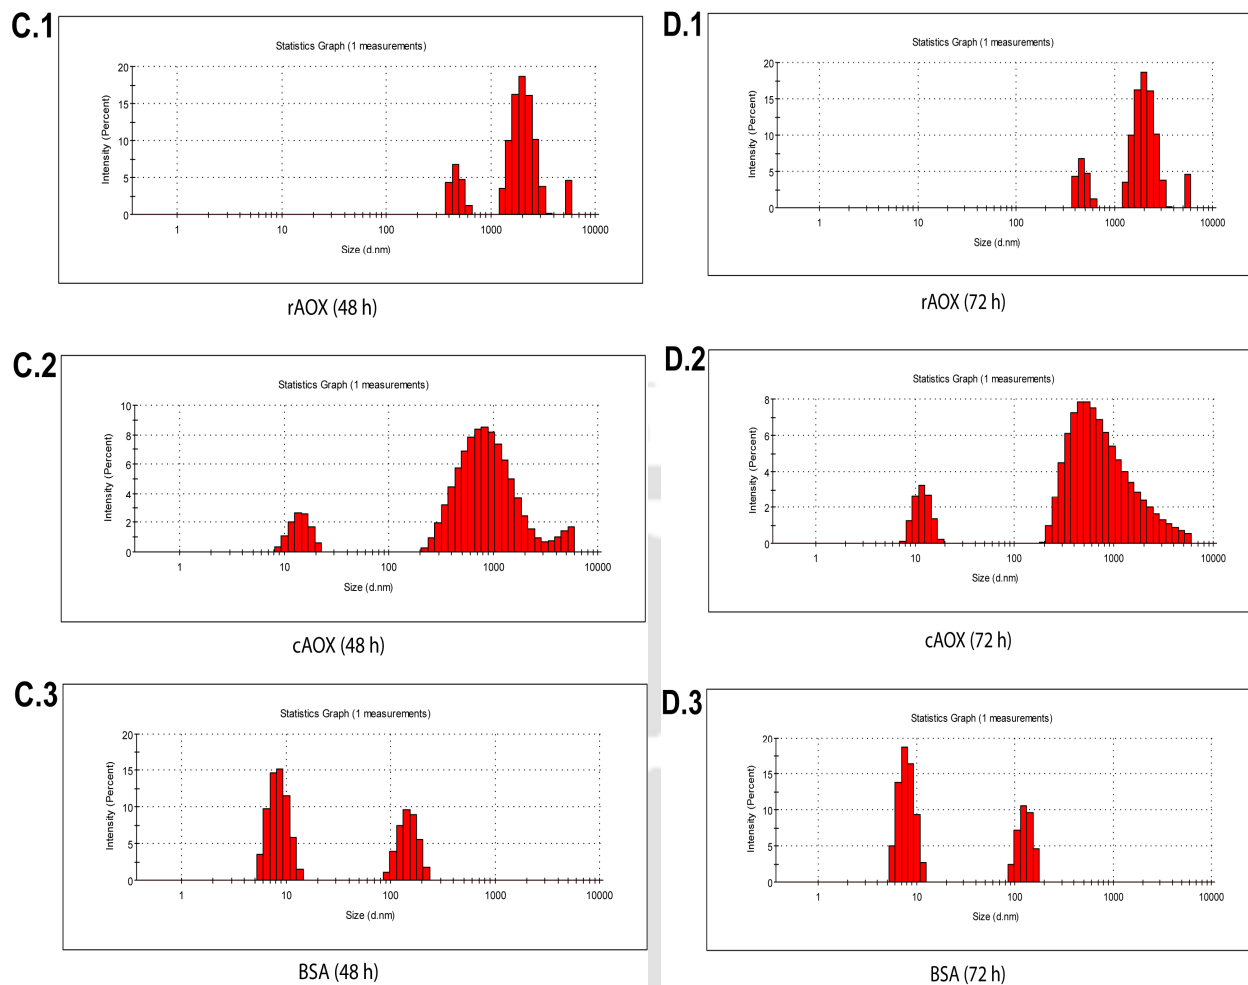 C.1
Statistics Graph (1 measurements)
Intensity (Percent)
20
15
10
5
0
1 10 100 1000 10000
Size (d.nm)
rAOX (48 h)
D.1
Statistics Graph (1 measurements)
Intensity (Percent)
20
15
10
5
0
1 10 100 1000 10000
Size (d.nm)
rAOX (72 h)
C.2
Statistics Graph (1 measurements)
Intensity (Percent)
10
8
6
4
2
0
1 10 100 1000 10000
Size (d.nm)
cAOX (48 h)
D.2
Statistics Graph (1 measurements)
Intensity (Percent)
8
6
4
2
0
1 10 100 1000 10000
Size (d.nm)
cAOX (72 h)
C.3
Statistics Graph (1 measurements)
Intensity (Percent)
20
15
10
5
0
1 10 100 1000 10000
Size (d.nm)
BSA (48 h)
D.3
Statistics Graph (1 measurements)
Intensity (Percent)
20
15
10
5
0
1 10 100 1000 10000
Size (d.nm)
BSA (72 h)